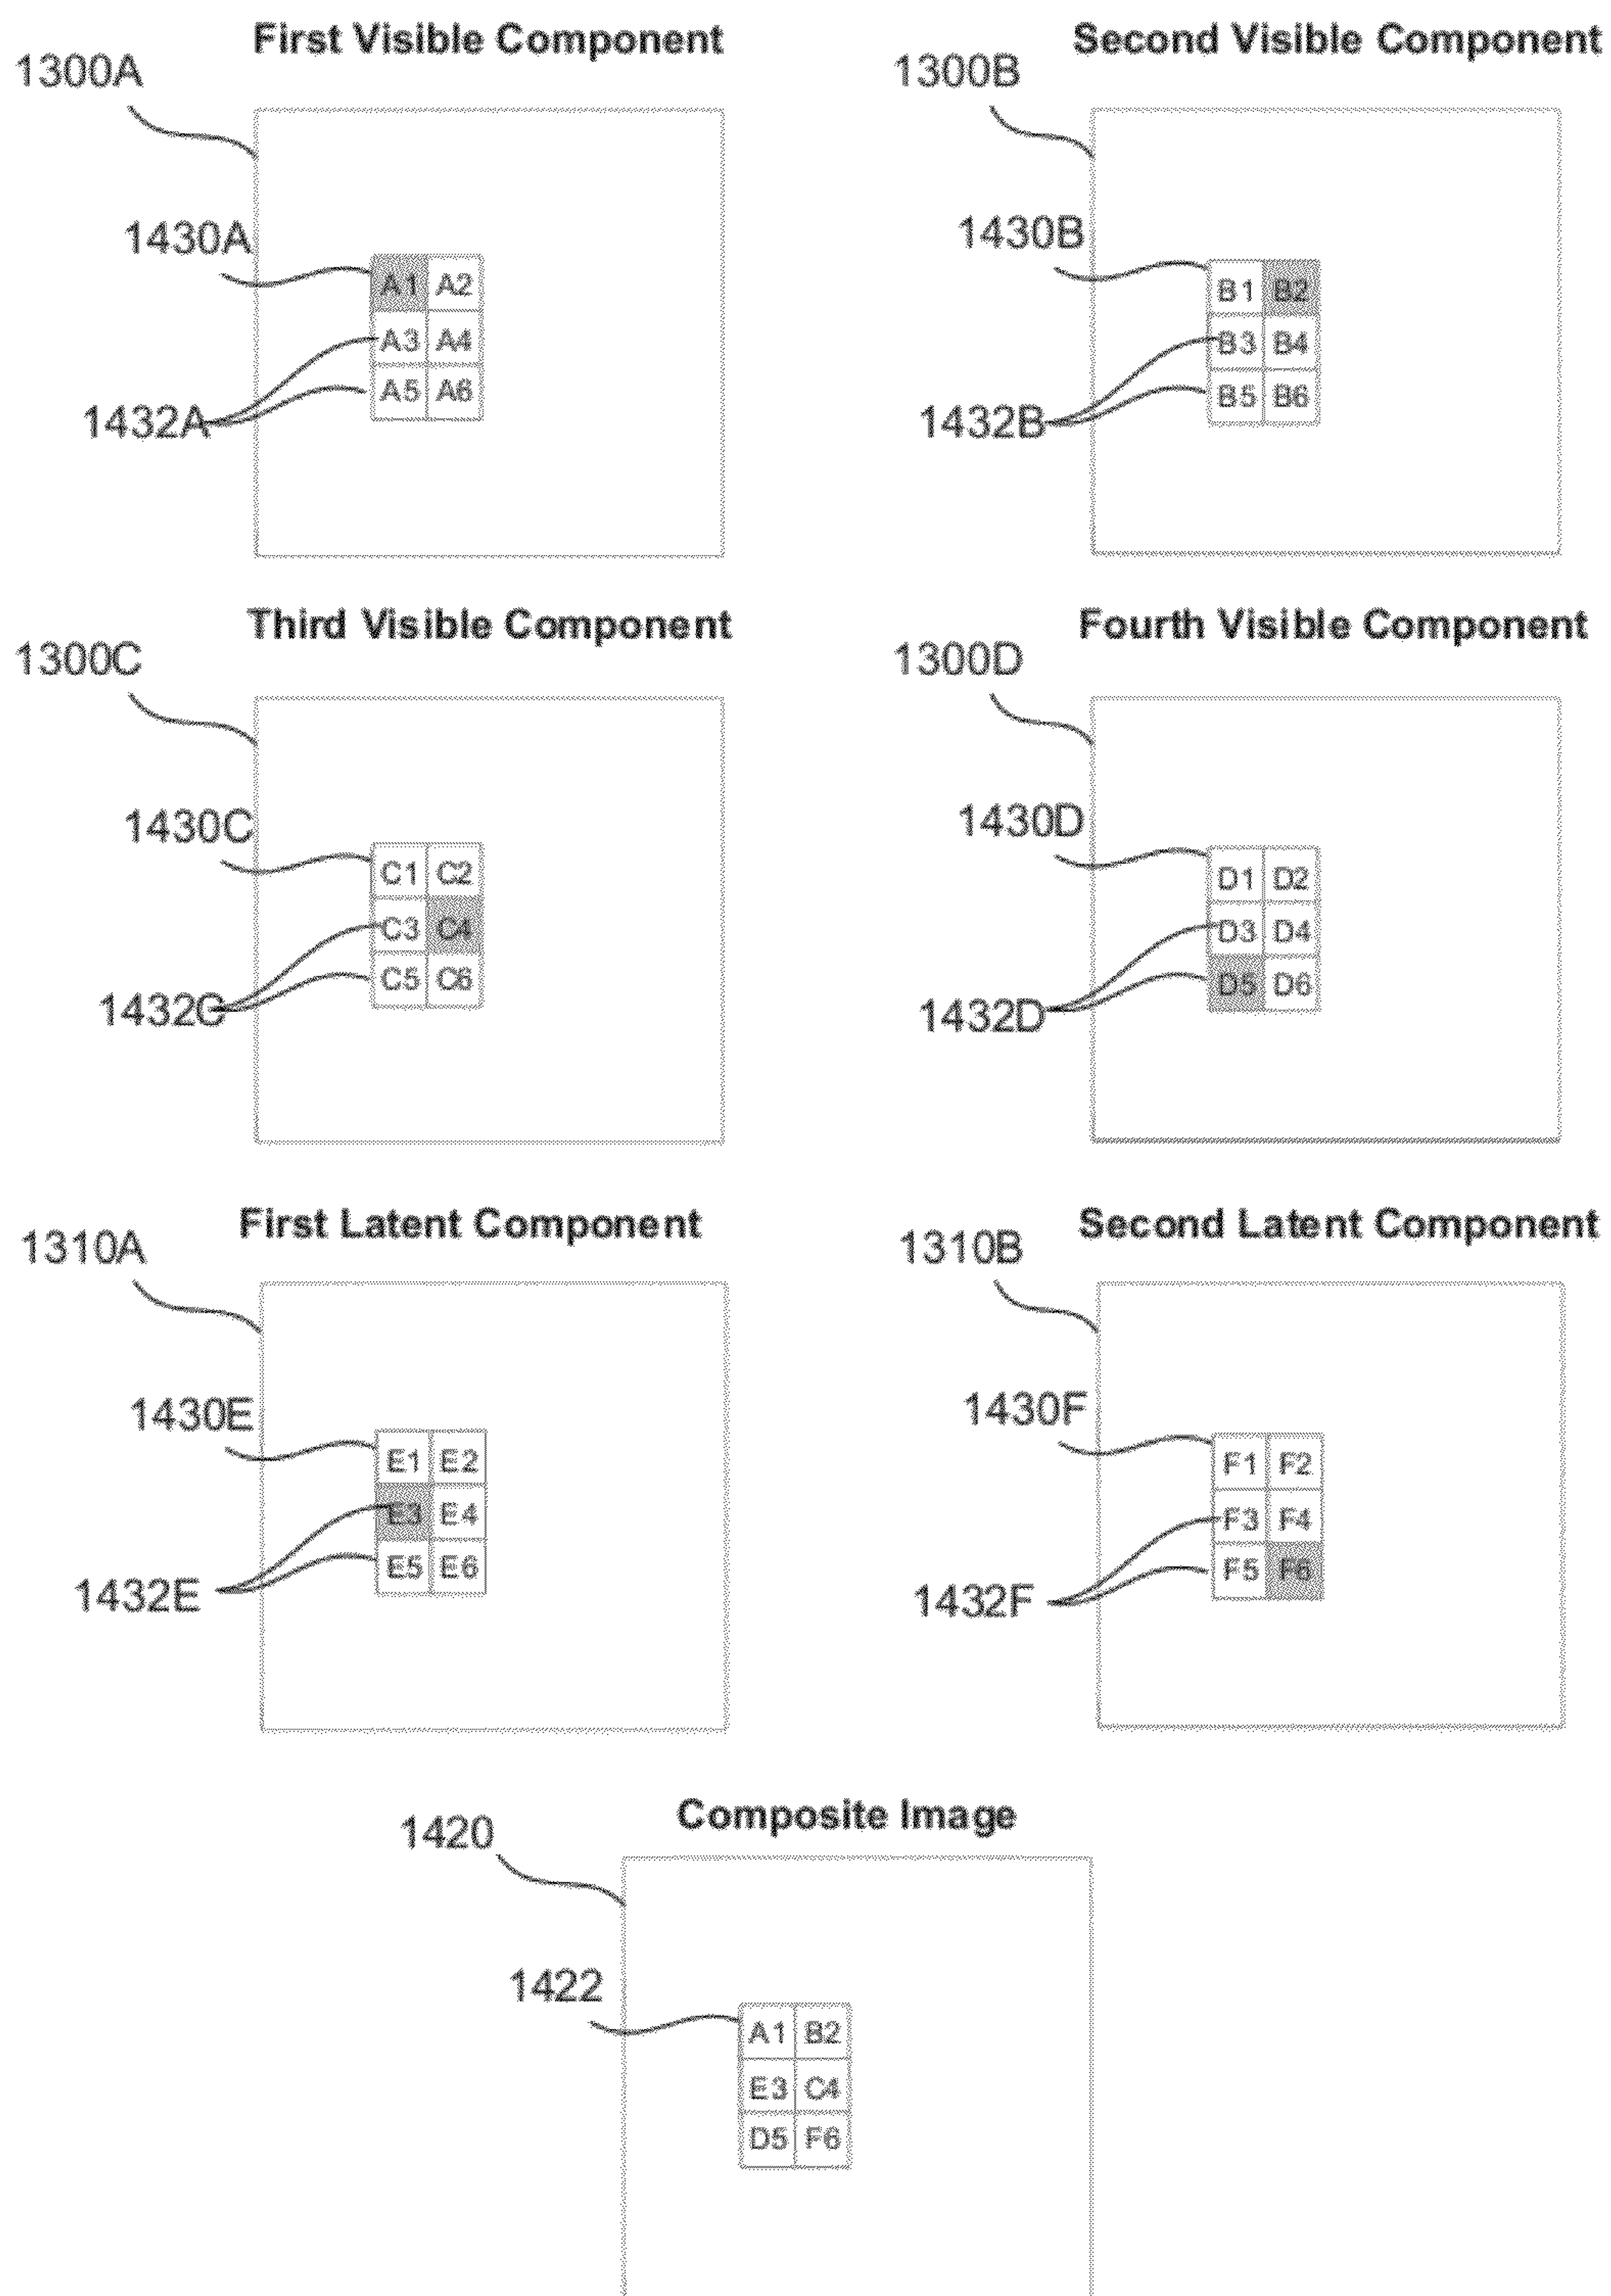 First Visible Component
1300A
1430A
A1 A2
A3 A4
A5 A6
1432A
Second Visible Component
1300B
1430B
B1 B2
B3 B4
B5 B6
1432B
Third Visible Component
1300C
1430C
C1 C2
C3 C4
C5 C6
1432C
Fourth Visible Component
1300D
1430D
D1 D2
D3 D4
D5 D6
1432D
First Latent Component
1310A
1430E
E1 E2
E3 E4
E5 E6
1432E
Second Latent Component
1310B
1430F
F1 F2
F3 F4
F5 F6
1432F
Composite Image
1420
1422
A1 B2
E3 C4
D5 F6